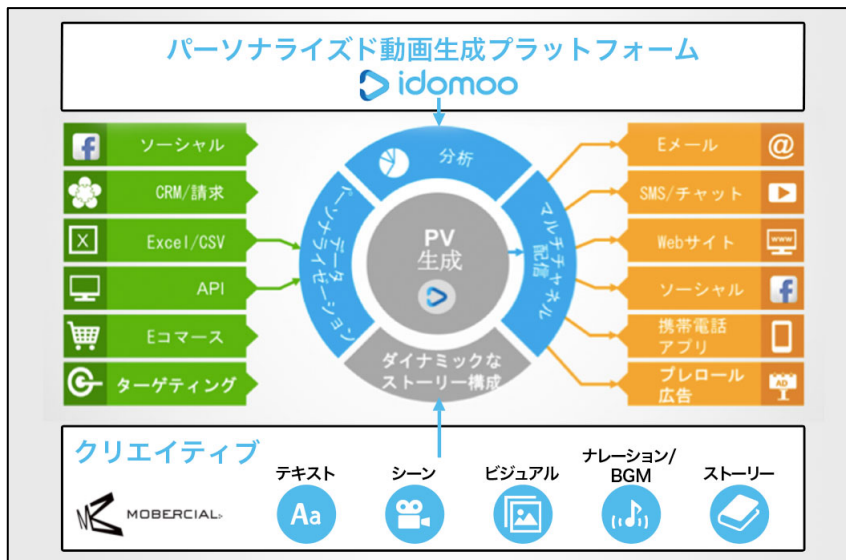 パーソナライズド動画生成プラットフォーム
idomoo
ソーシャル
CRM/請求
Excel/CSV
API
Eコマース
ターゲティング
分析
データ
パーソナライゼーション
PV
生成
マルチチャネル
配信
ダイナミックな
ストーリー構成
Eメール
@
SMS/チャット
Webサイト
www
ソーシャル
携帯電話
アプリ
プレロール
広告
AD
クリエイティブ
MOBERCIAL
テキスト
Aa
シーン
ビジュアル
ナレーション/
BGM
ストーリー